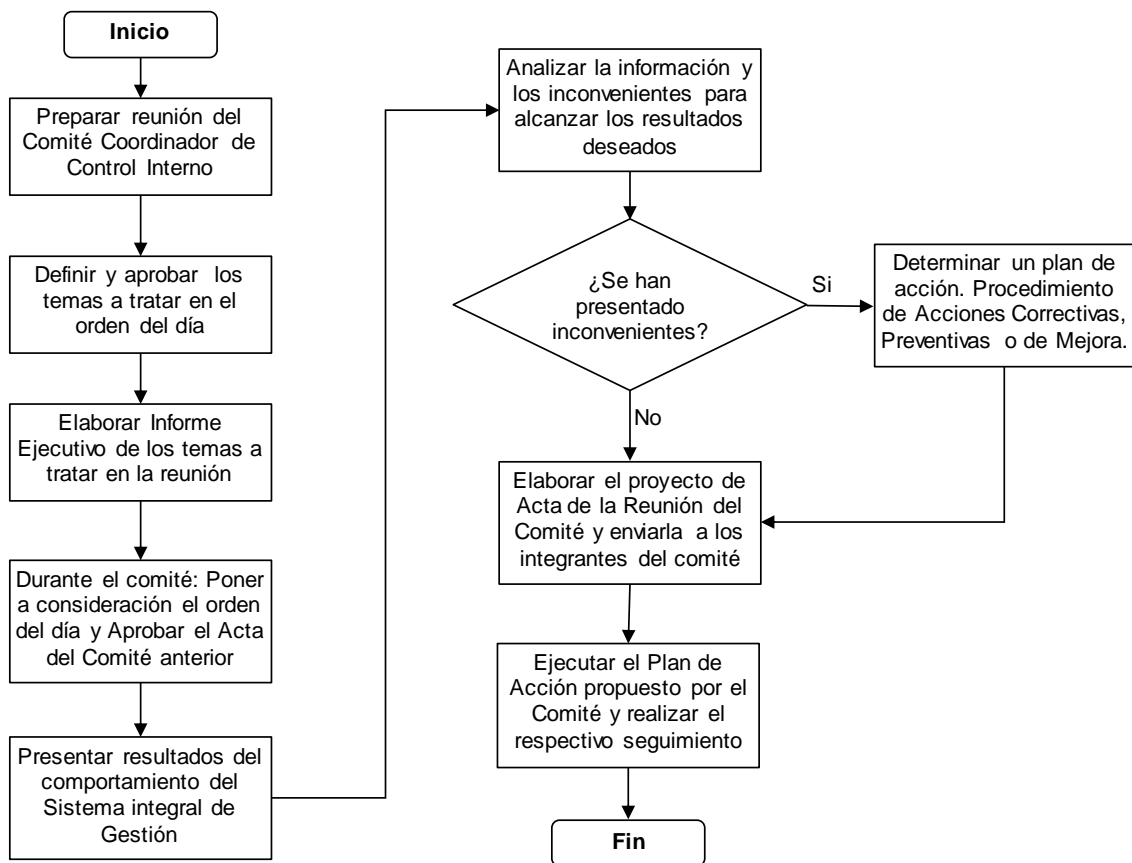 Inicio
Preparar reunión del
Comité Coordinador de
Control Interno
Definir y aprobar los
temas a tratar en el
orden del día
Elaborar Informe
Ejecutivo de los temas a
tratar en la reunión
Durante el comité: Poner
a consideración el orden
del día y Aprobar el Acta
del Comité anterior
Presentar resultados del
comportamiento del
Sistema integral de
Gestión
Analizar la información y
los inconvenientes para
alcanzar los resultados
deseados
¿Se han
presentado
inconvenientes?
Si
Determinar un plan de
acción. Procedimiento
de Acciones Correctivas,
Preventivas o de Mejora.
No
Elaborar el proyecto de
Acta de la Reunión del
Comité y enviarla a los
integrantes del comité
Ejecutar el Plan de
Acción propuesto por el
Comité y realizar el
respectivo seguimiento
Fin